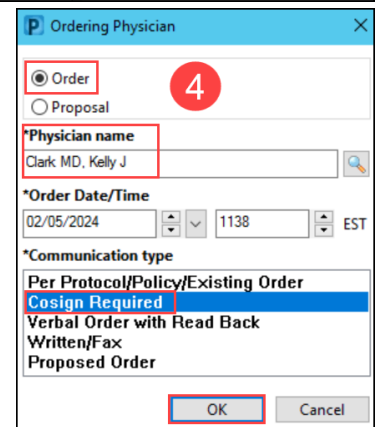 P Ordering Physician
Order
4
Proposal
*Physician name
Clark MD, Kelly J
*Order Date/Time
02/05/2024 1138 EST
*Communication type
Per Protocol/Policy/Existing Order
Cosign Required
Verbal Order with Read Back
Written/Fax
Proposed Order
OK Cancel